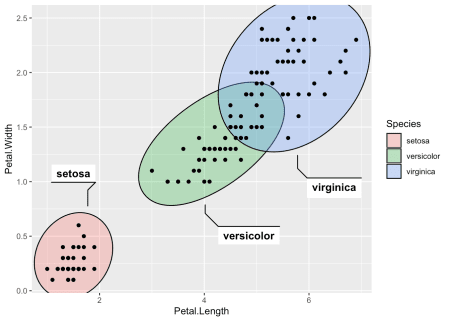 2.5
2.0
1.5
1.0
0.5
0.0
Petal.Width
setosa
versicolor
virginica
2
4
6
Petal.Length
Species
setosa
versicolor
virginica